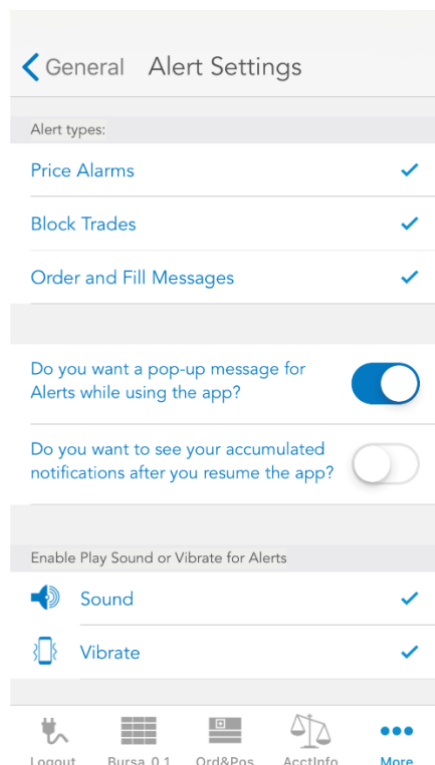 General Alert Settings
Alert types:
Price Alarms
Block Trades
Order and Fill Messages
Do you want a pop-up message for
Alerts while using the app?
Do you want to see your accumulated
notifications after you resume the app?
Enable Play Sound or Vibrate for Alerts
Sound
Vibrate
Logout Bursa_0.1 Ord&Pos AcctInfo More